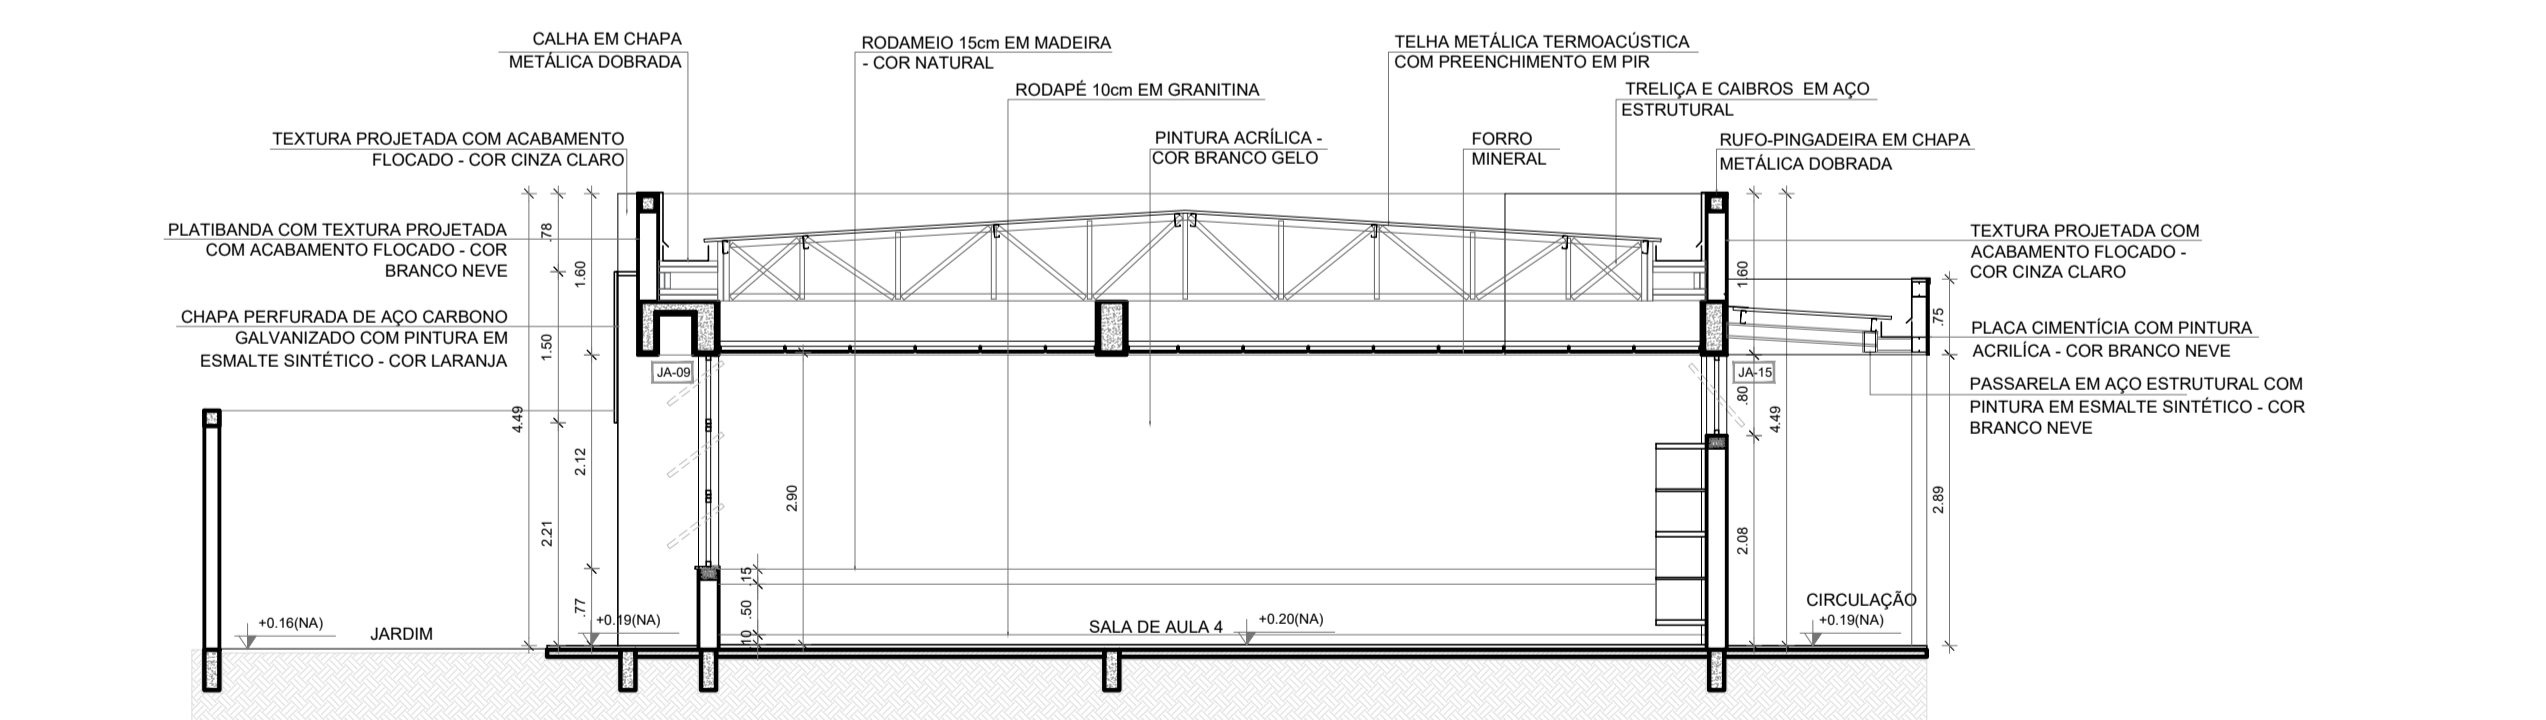 CALHA EM CHAPA
METÁLICA DOBRADA
RODAMEIO 15cm EM MADEIRA
- COR NATURAL
RODAPÉ 10cm EM GRANITINA
TELHA METÁLICA TERMOACÚSTICA
COM PREENCHIMENTO EM PIR
TRELIÇA E CAIBROS  EM AÇO
ESTRUTURAL
TEXTURA PROJETADA COM ACABAMENTO
FLOCADO - COR CINZA CLARO
PINTURA ACRÍLICA -
COR BRANCO GELO
FORRO
MINERAL
RUFO-PINGADEIRA EM CHAPA
METÁLICA DOBRADA
PLATIBANDA COM TEXTURA PROJETADA
COM ACABAMENTO FLOCADO - COR
BRANCO NEVE
CHAPA PERFURADA DE AÇO CARBONO
GALVANIZADO COM PINTURA EM
ESMALTE SINTÉTICO - COR LARANJA
TEXTURA PROJETADA COM
ACABAMENTO FLOCADO -
COR CINZA CLARO
PLACA CIMENTÍCIA COM PINTURA
ACRILÍCA - COR BRANCO NEVE
PASSARELA EM AÇO ESTRUTURAL COM
PINTURA EM ESMALTE SINTÉTICO - COR
BRANCO NEVE
4.49
.78
1.50
2.21
1.60
2.12
.77
JA-09
2.90
.15
.50
.10
JA-15
1.60
.80
2.08
4.49
.75
2.89
+0.16(NA)
JARDIM
+0.19(NA)
SALA DE AULA 4
+0.20(NA)
CIRCULAÇÃO
+0.19(NA)